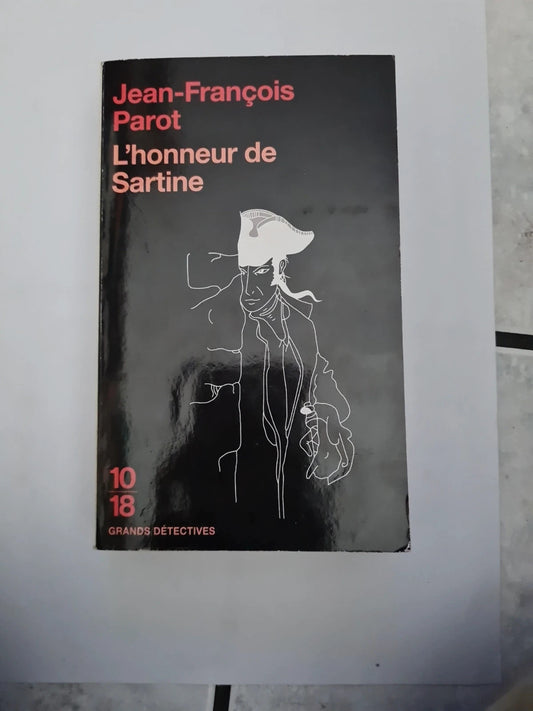 Jean-François
Parot
L'honneur de
Sartine
10
18
GRANDS DÉTECTIVES